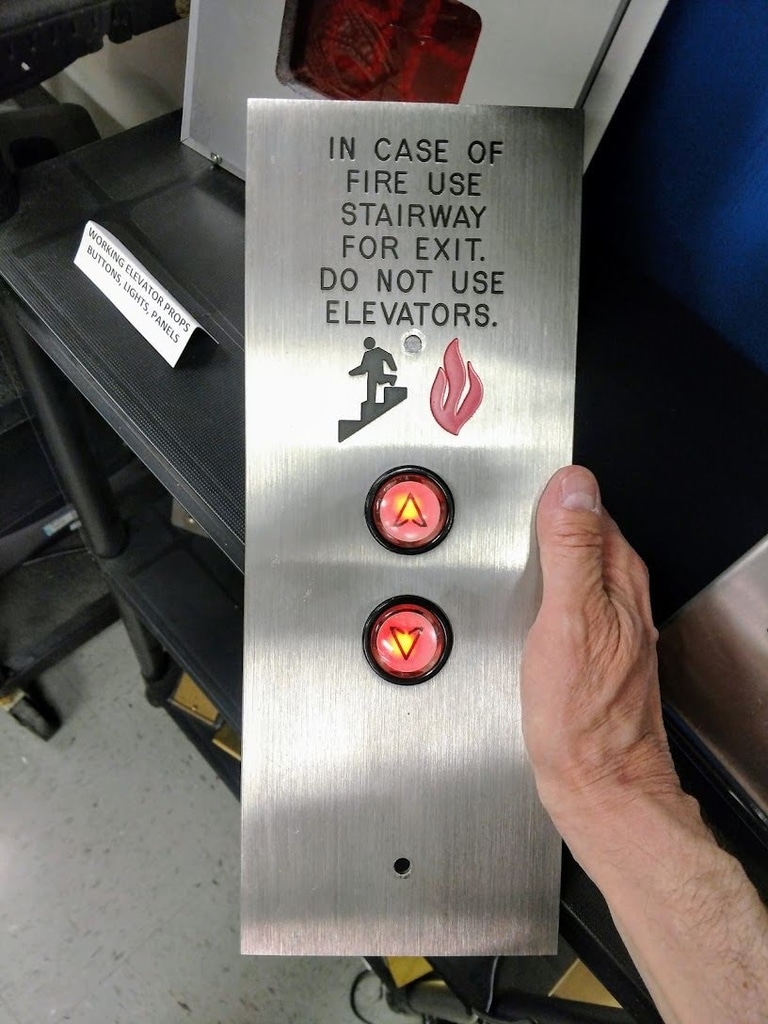 IN CASE OF
FIRE USE
STAIRWAY
FOR EXIT.
DO NOT USE
ELEVATORS.
WORKING ELEVATOR PROPS
BUTTONS, LIGHTS, PANELS